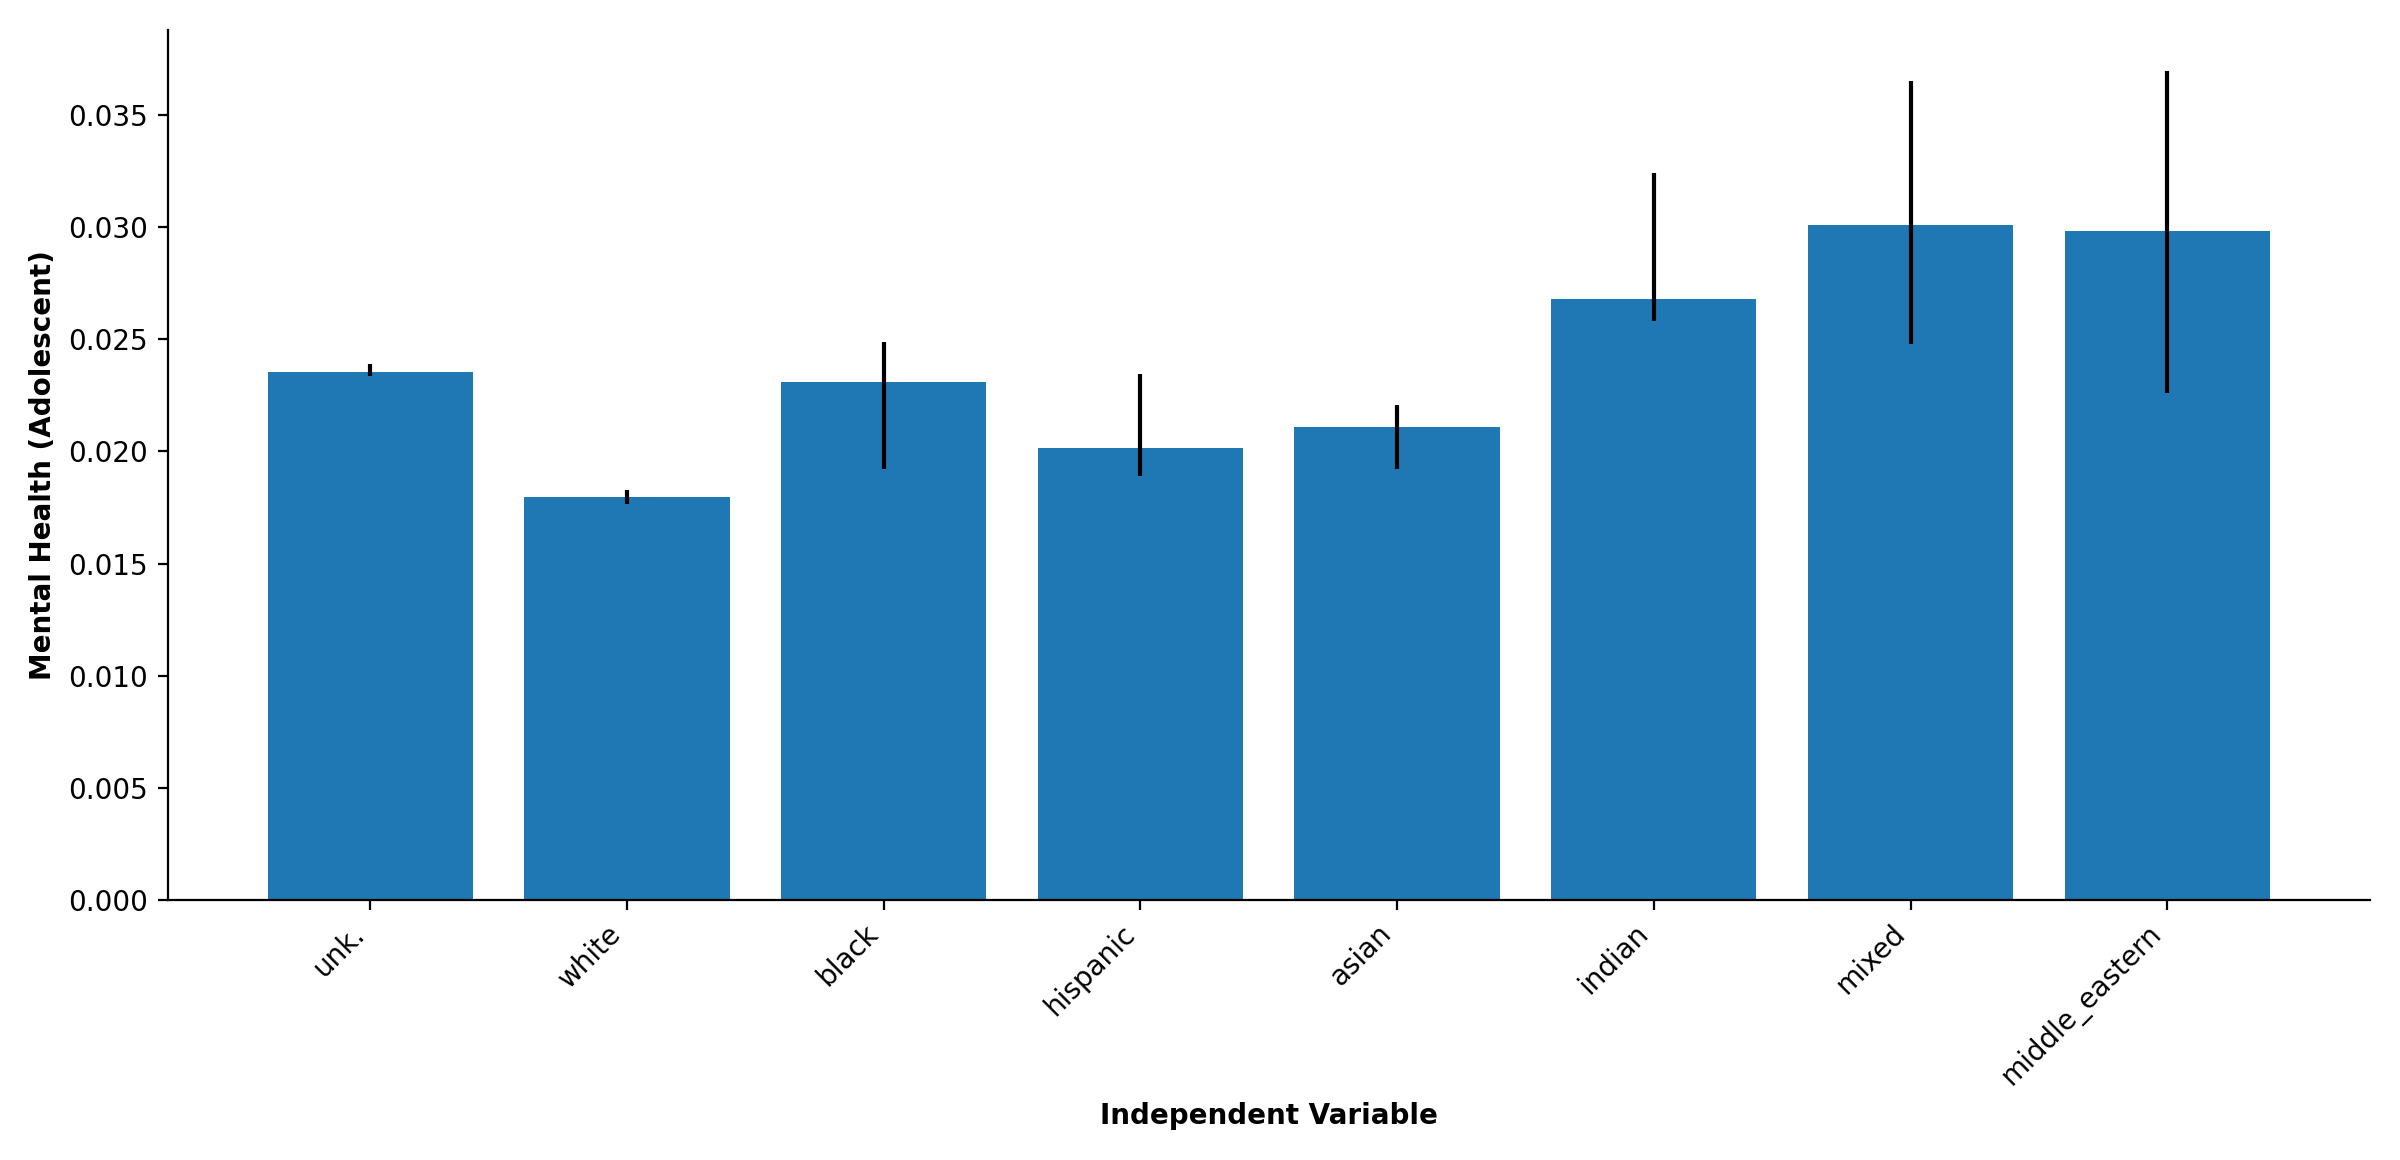 Mental Health (Adolescent)
0.035
0.030
0.025
0.020
0.015
0.010
0.005
0.000
unk.
white
black
hispanic
asian
indian
mixed
middle_eastern
Independent Variable